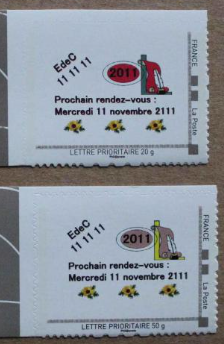 EdeC
11 11 11
2011
Prochain rendez-vous :
Mercredi 11 novembre 2111
FRANCE
La Poste
LETTRE PRIORITAIRE 20 g
EdeC
11 11 11
2011
Prochain rendez-vous :
Mercredi 11 novembre 2111
FRANCE
La Poste
LETTRE PRIORITAIRE 50 g